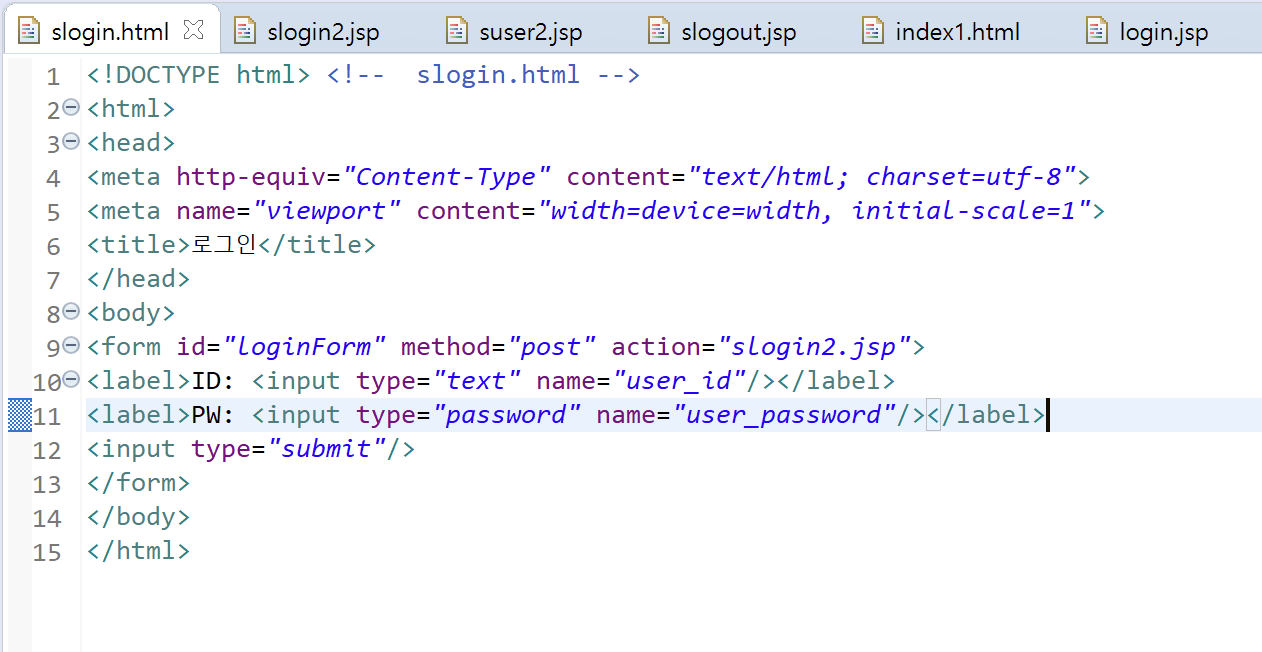 slogin.html slogin2.jsp suser2.jsp slogout.jsp index1.html login.jsp
1 <!DOCTYPE html> <!--  slogin.html -->
2 <html>
3 <head>
4 <meta http-equiv="Content-Type" content="text/html; charset=utf-8">
5 <meta name="viewport" content="width=device=width, initial-scale=1">
6 <title>로그인</title>
7 </head>
8 <body>
9 <form id="loginForm" method="post" action="slogin2.jsp">
10 <label>ID: <input type="text" name="user_id"/></label>
11 <label>PW: <input type="password" name="user_password"/></label>
12 <input type="submit"/>
13 </form>
14 </body>
15 </html>